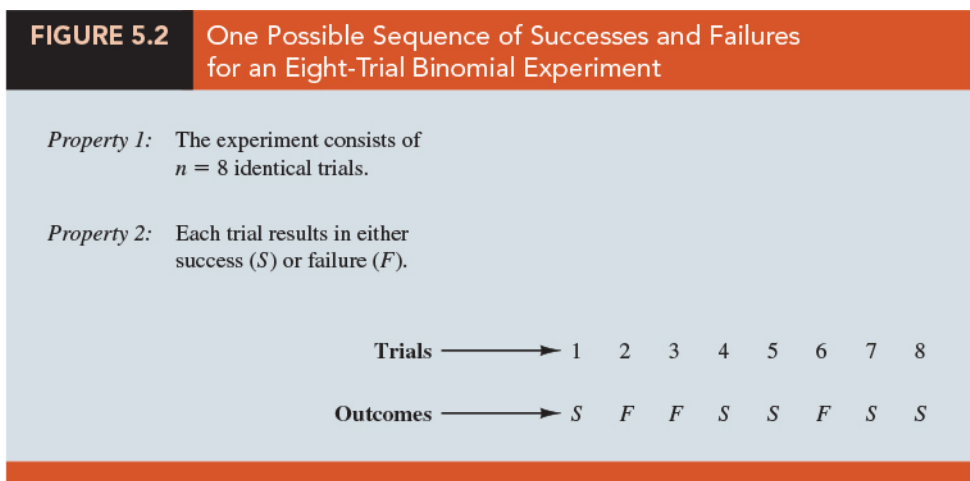 FIGURE 5.2
One Possible Sequence of Successes and Failures
for an Eight-Trial Binomial Experiment
Property 1: The experiment consists of
n = 8 identical trials.
Property 2: Each trial results in either
success (S) or failure (F).
Trials 1 2 3 4 5 6 7 8
Outcomes S F F S S F S S